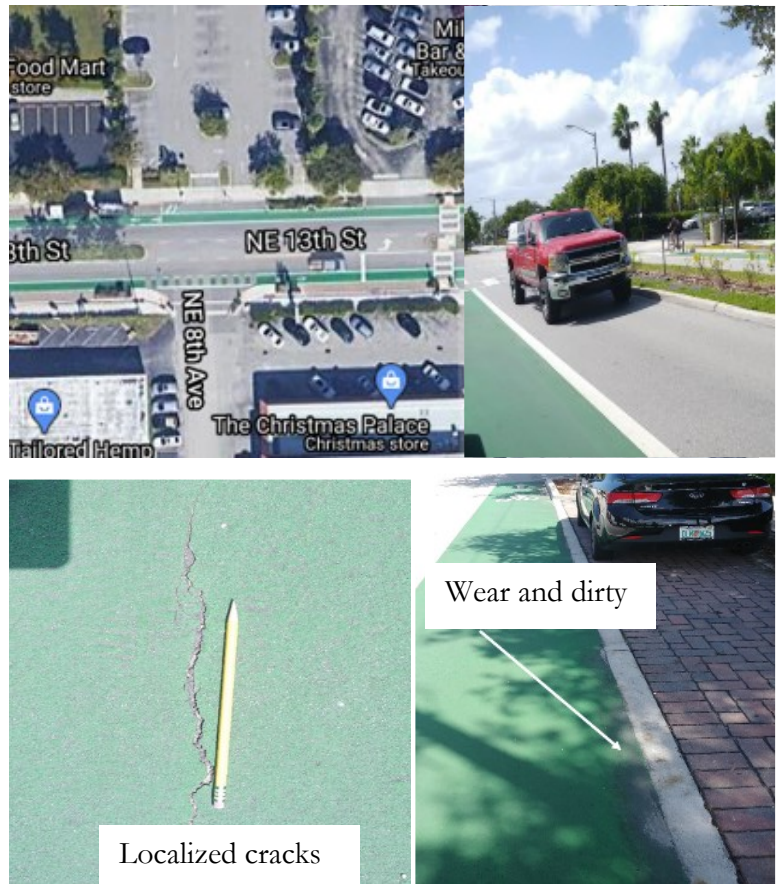 Mil
Bar &
Takeou
Food Mart
store
8th St
NE 13th St
NE 8th Ave
The Christmas Palace
Christmas store
Tailored Hemp
Wear and dirty
Localized cracks